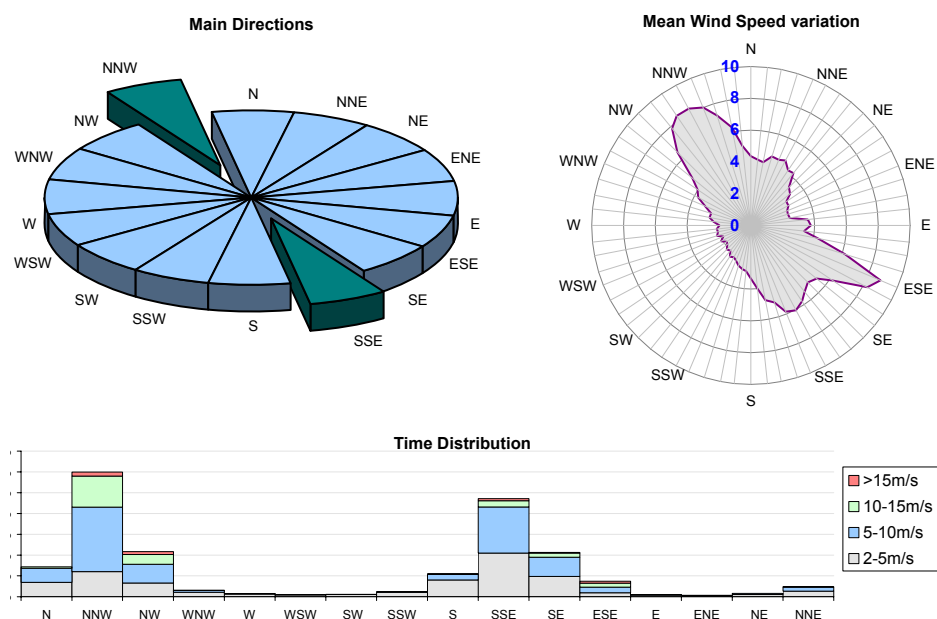 Main Directions
N
NNE
NE
ENE
E
ESE
SE
SSE
S
SSW
SW
WSW
W
WNW
NW
NNW
Mean Wind Speed variation
N
NNE
NE
ENE
E
ESE
SE
SSE
S
SSW
SW
WSW
W
WNW
NW
NNW
10
8
6
4
2
0
Time Distribution
>15m/s
10-15m/s
5-10m/s
2-5m/s
N NNW NW WNW W WSW SW SSW S SSE SE ESE E ENE NE NNE